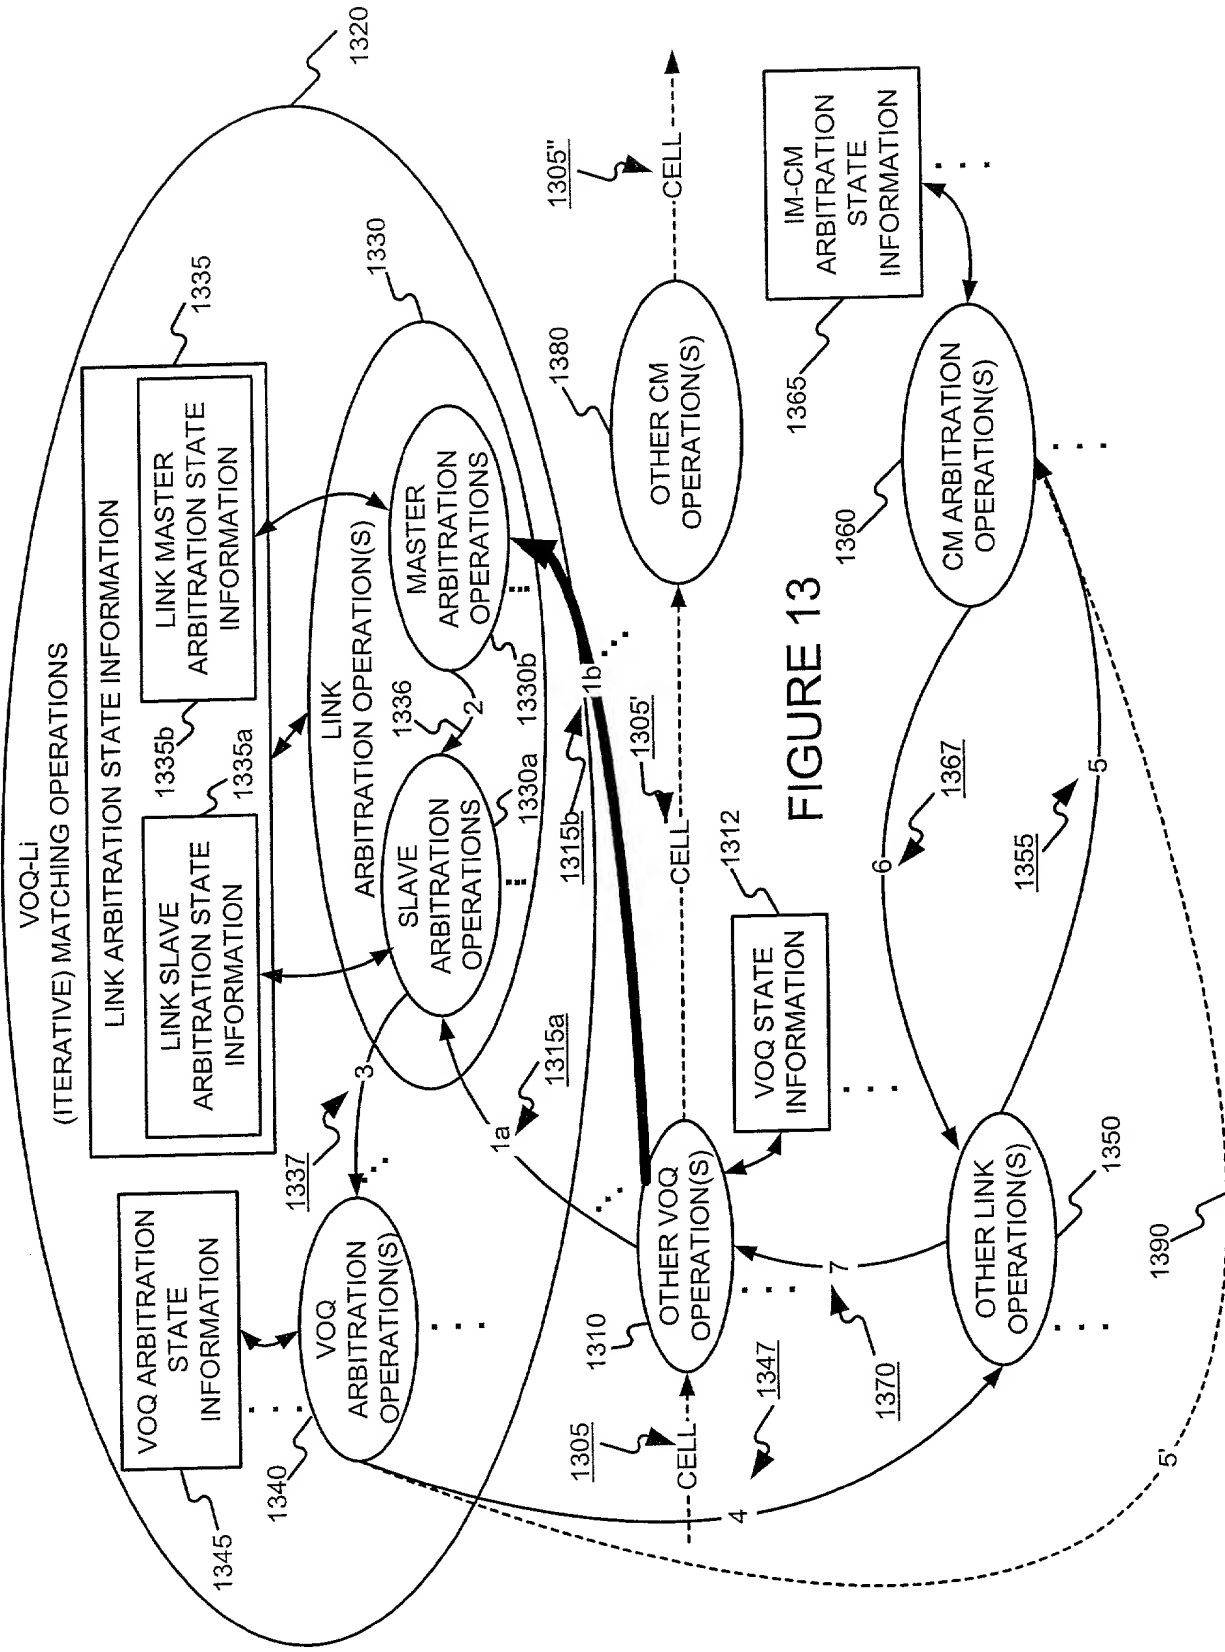 VOQ-Li
(ITERATIVE) MATCHING OPERATIONS
1320
LINK ARBITRATION STATE INFORMATION
1335
VOQ ARBITRATION
STATE
INFORMATION
1345
LINK SLAVE
ARBITRATION STATE
INFORMATION
1335a
LINK MASTER
ARBITRATION STATE
INFORMATION
1335b
VOQ
ARBITRATION
OPERATION(S)
1340
1337
3
LINK
ARBITRATION OPERATION(S)
1330
SLAVE
ARBITRATION
OPERATIONS
1330a
1336
2
MASTER
ARBITRATION
OPERATIONS
1330b
1a
1315a
1315b
1b
1305
CELL
1310
OTHER VOQ
OPERATION(S)
CELL
1305'
1380
OTHER CM
OPERATION(S)
CELL
1305"
VOQ STATE
INFORMATION
1312
FIGURE 13
4
1347
7
1370
6
1367
1355
5
OTHER LINK
OPERATION(S)
1350
1360
CM ARBITRATION
OPERATION(S)
1365
IM-CM
ARBITRATION
STATE
INFORMATION
5'
1390